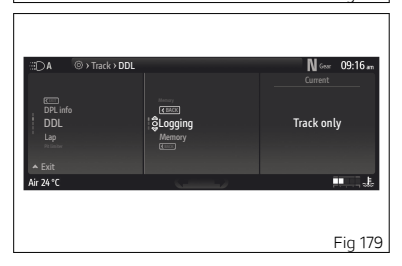 A › Track › DDL N Gear 09:16 am
DPL info
DDL
Lap
Exit
Memory
BACK
Logging
Memory
Current
Track only
Air 24 °C
Fig 179